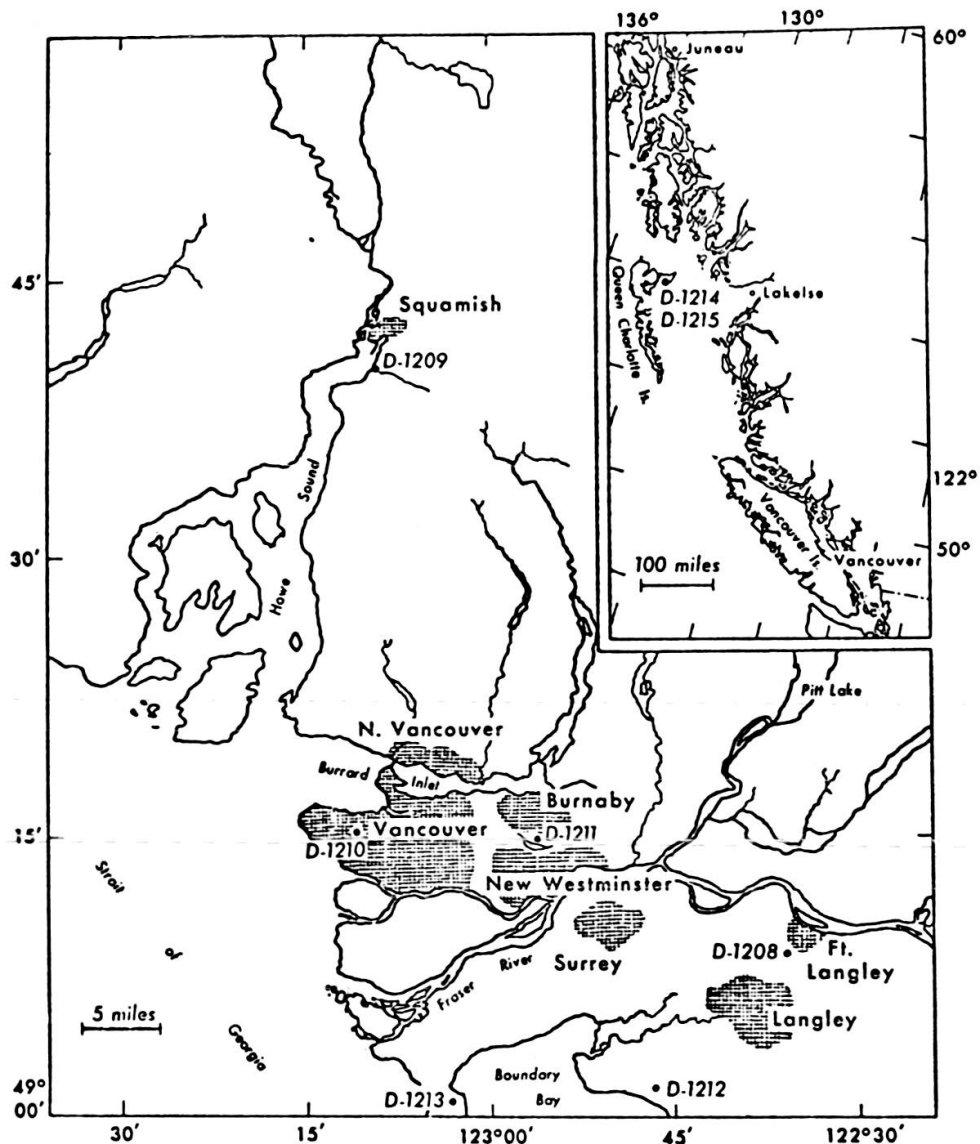 136°
130°
60°
Juneau
D-1214
D-1215
Lakelse
Queen Charlotte Is.
122°
50°
Vancouver Is.
Vancouver
100 miles
45'
Squamish
D-1209
Sound
30'
Howe
Pitt Lake
N. Vancouver
Burrard
Inlet
Burnaby
Vancouver
D-1211
D-1210
15'
New Westminster
Strait
of
Georgia
Surrey
D-1208
Ft.
Langley
River
Fraser
Langley
5 miles
Boundary
Bay
D-1212
D-1213
49°
00'
30'
15'
123°00'
45'
122°30'